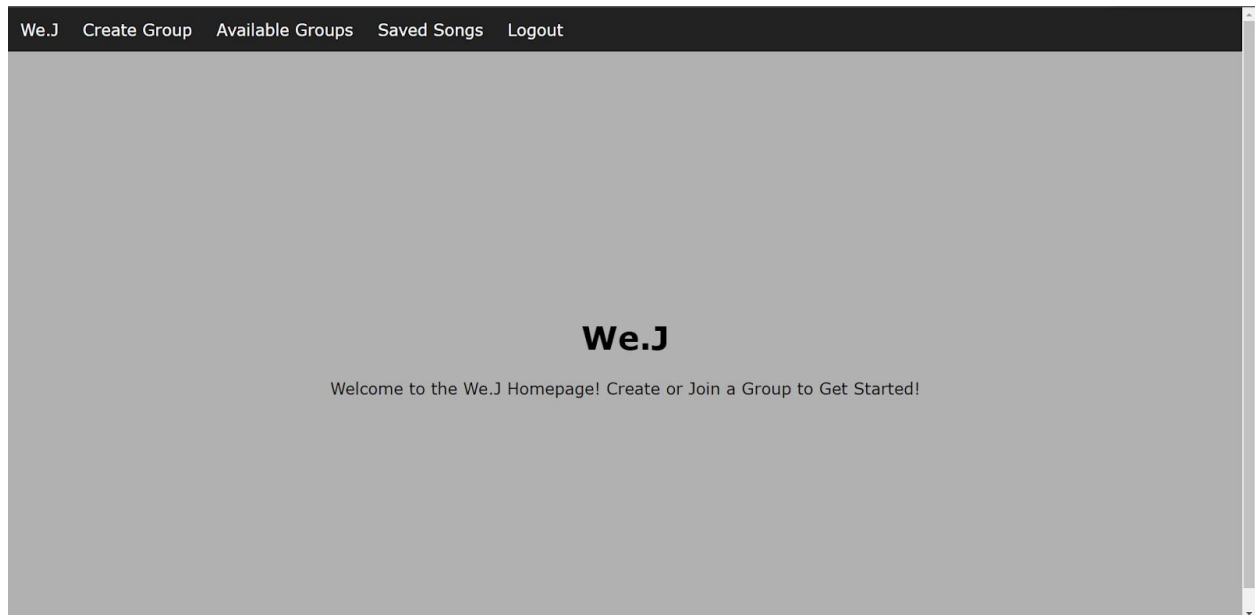 We.J Create Group Available Groups Saved Songs Logout
We.J
Welcome to the We.J Homepage! Create or Join a Group to Get Started!